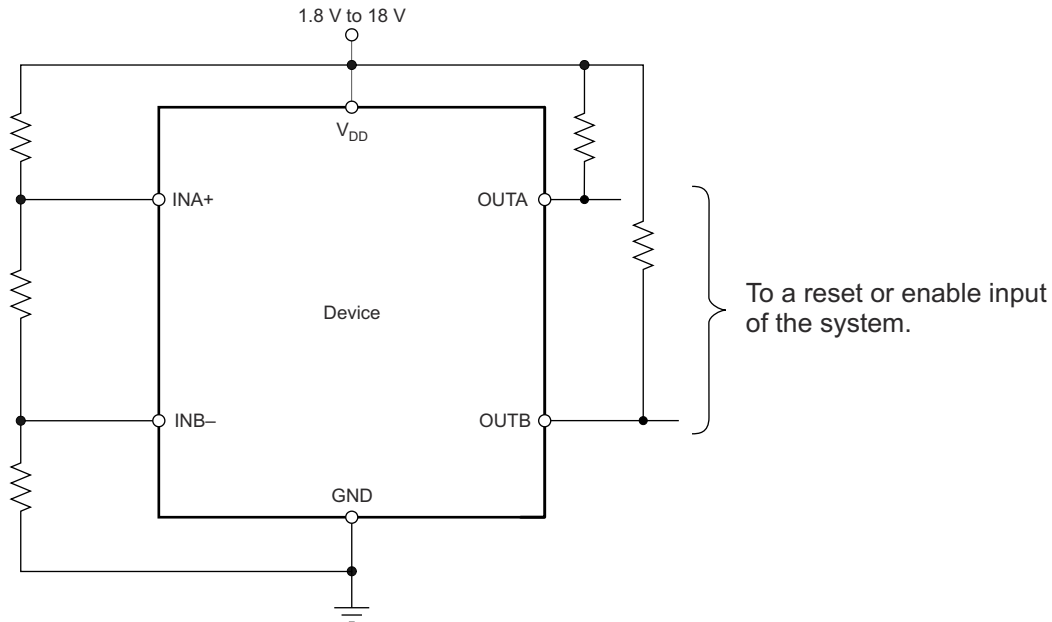 1.8 V to 18 V
VDD
INA+
OUTA
Device
To a reset or enable input
of the system.
INB–
OUTB
GND